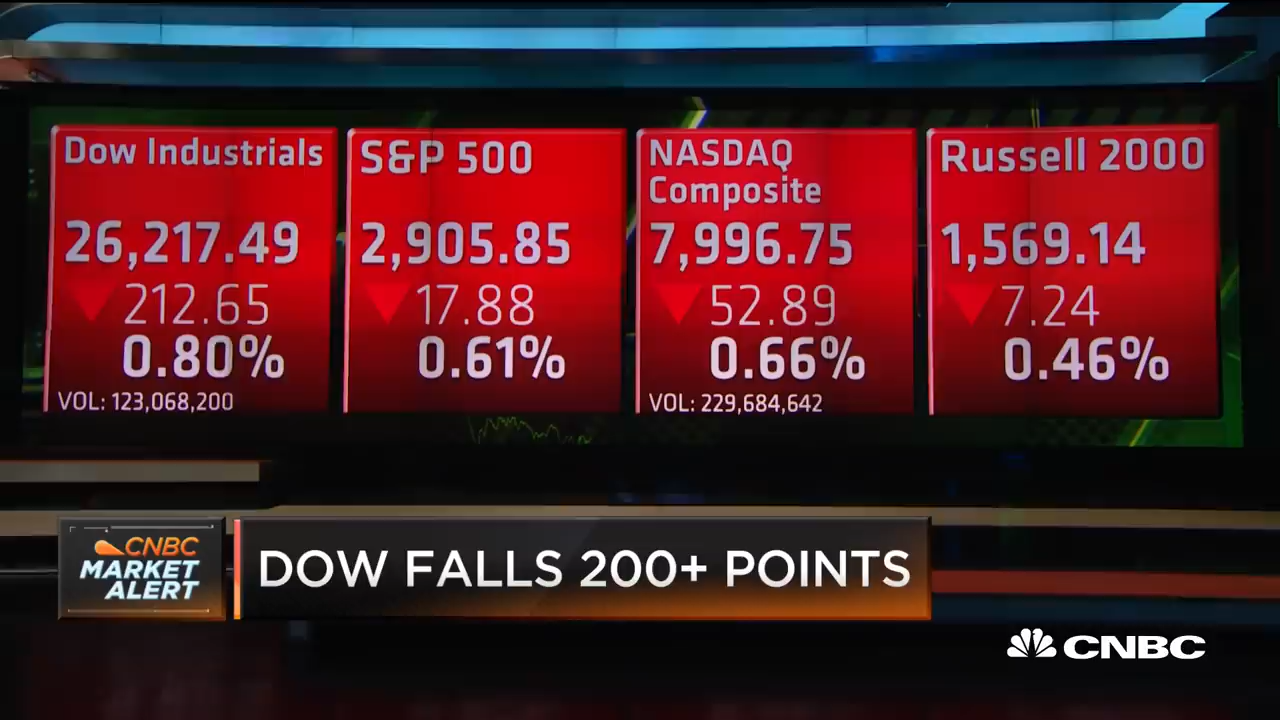 Dow Industrials
26,217.49
212.65
0.80%
VOL: 123,068,200
S&P 500
2,905.85
17.88
0.61%
NASDAQ
Composite
7,996.75
52.89
0.66%
VOL: 229,684,642
Russell 2000
1,569.14
7.24
0.46%
CNBC
MARKET
ALERT
DOW FALLS 200+ POINTS
CNBC